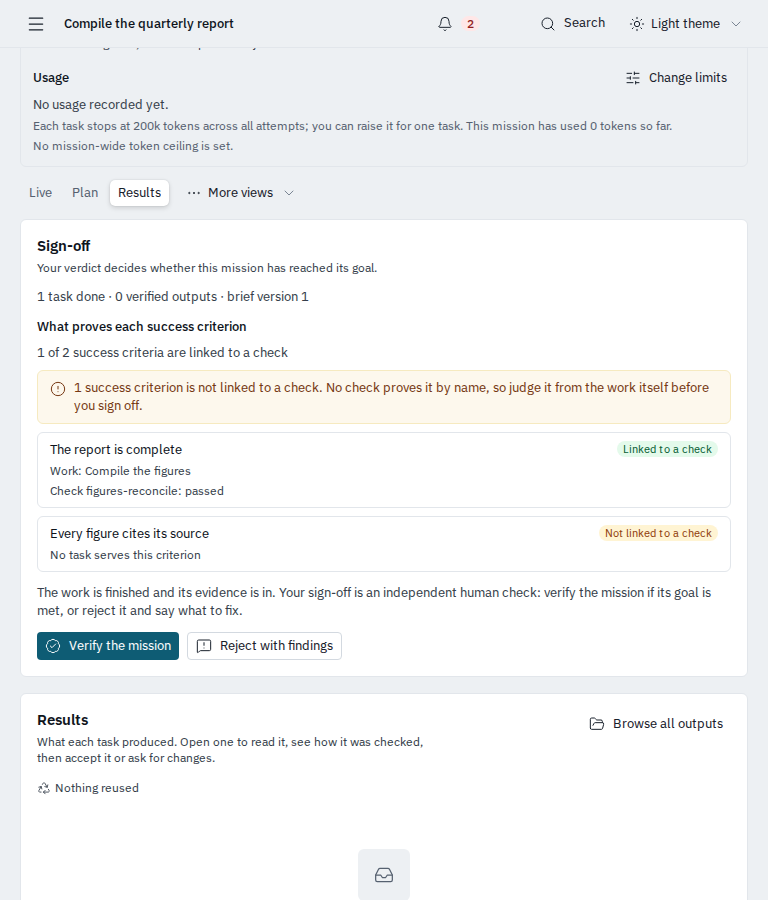 Compile the quarterly report
2
Search
Light theme
Usage
Change limits
No usage recorded yet.
Each task stops at 200k tokens across all attempts; you can raise it for one task. This mission has used 0 tokens so far.
No mission-wide token ceiling is set.
Live
Plan
Results
More views
Sign-off
Your verdict decides whether this mission has reached its goal.
1 task done · 0 verified outputs · brief version 1
What proves each success criterion
1 of 2 success criteria are linked to a check
1 success criterion is not linked to a check. No check proves it by name, so judge it from the work itself before
you sign off.
The report is complete
Linked to a check
Work: Compile the figures
Check figures-reconcile: passed
Every figure cites its source
Not linked to a check
No task serves this criterion
The work is finished and its evidence is in. Your sign-off is an independent human check: verify the mission if its goal is
met, or reject it and say what to fix.
Verify the mission
Reject with findings
Results
Browse all outputs
What each task produced. Open one to read it, see how it was checked,
then accept it or ask for changes.
Nothing reused